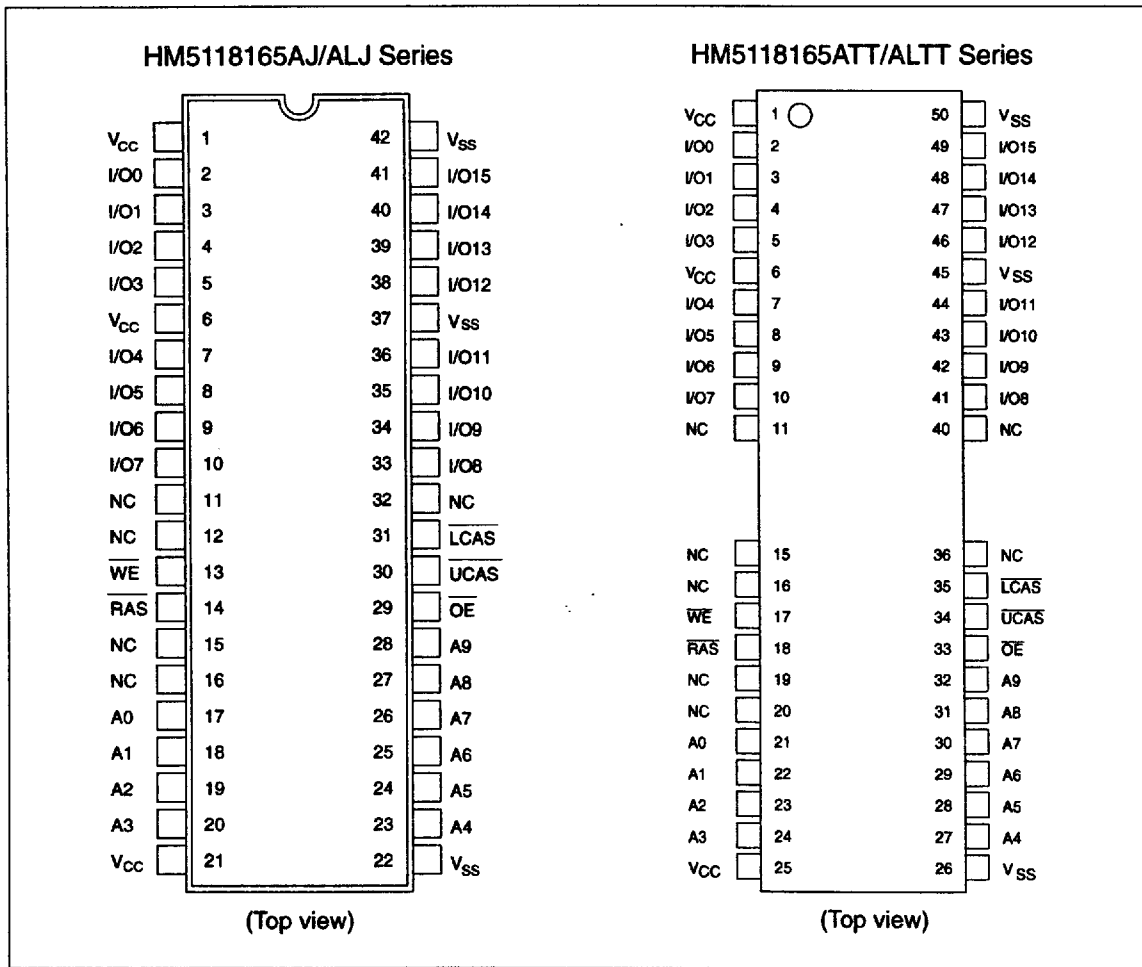 HM5118165AJ/ALJ Series
VCC 1 42 VSS
I/O0 2 41 I/O15
I/O1 3 40 I/O14
I/O2 4 39 I/O13
I/O3 5 38 I/O12
VCC 6 37 VSS
I/O4 7 36 I/O11
I/O5 8 35 I/O10
I/O6 9 34 I/O9
I/O7 10 33 I/O8
NC 11 32 NC
NC 12 31 LCAS
WE 13 30 UCAS
RAS 14 29 OE
NC 15 28 A9
NC 16 27 A8
A0 17 26 A7
A1 18 25 A6
A2 19 24 A5
A3 20 23 A4
VCC 21 22 VSS
(Top view)
HM5118165ATT/ALTT Series
VCC 1 50 VSS
I/O0 2 49 I/O15
I/O1 3 48 I/O14
I/O2 4 47 I/O13
I/O3 5 46 I/O12
VCC 6 45 VSS
I/O4 7 44 I/O11
I/O5 8 43 I/O10
I/O6 9 42 I/O9
I/O7 10 41 I/O8
NC 11 40 NC
NC 15 36 NC
NC 16 35 LCAS
WE 17 34 UCAS
RAS 18 33 OE
NC 19 32 A9
NC 20 31 A8
A0 21 30 A7
A1 22 29 A6
A2 23 28 A5
A3 24 27 A4
VCC 25 26 VSS
(Top view)